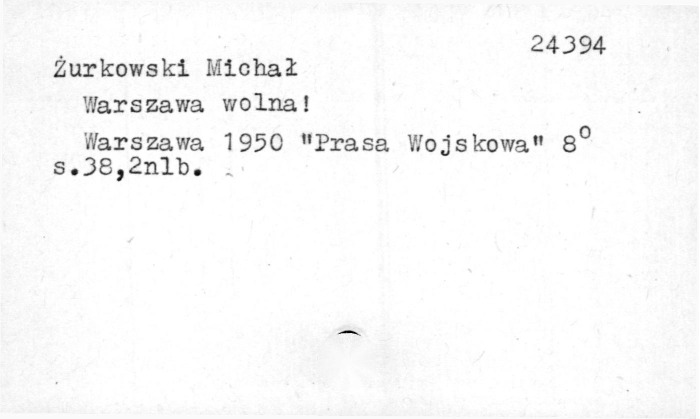 24394
Żurkowski Michał
Warszawa wolna!
Warszawa 1950 "Prasa Wojskowa" 8⁰
s.38,2nlb.